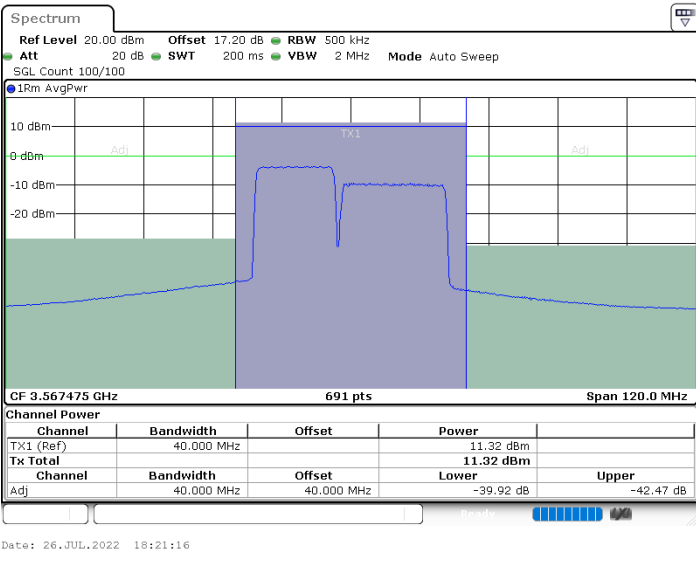 Spectrum
Ref Level 20.00 dBm Offset 17.20 dB RBW 500 kHz
Att 20 dB SWT 200 ms VBW 2 MHz Mode Auto Sweep
SGL Count 100/100
1Rm AvgPwr
10 dBm
TX1
Adj Adj
0 dBm
-10 dBm
-20 dBm
CF 3.567475 GHz 691 pts Span 120.0 MHz
Channel Power
Channel Bandwidth Offset Power
TX1 (Ref) 40.000 MHz 11.32 dBm
Tx Total 11.32 dBm
Channel Bandwidth Offset Lower Upper
Adj 40.000 MHz 40.000 MHz -39.92 dB -42.47 dB
Ready
Date: 26.JUL.2022 18:21:16